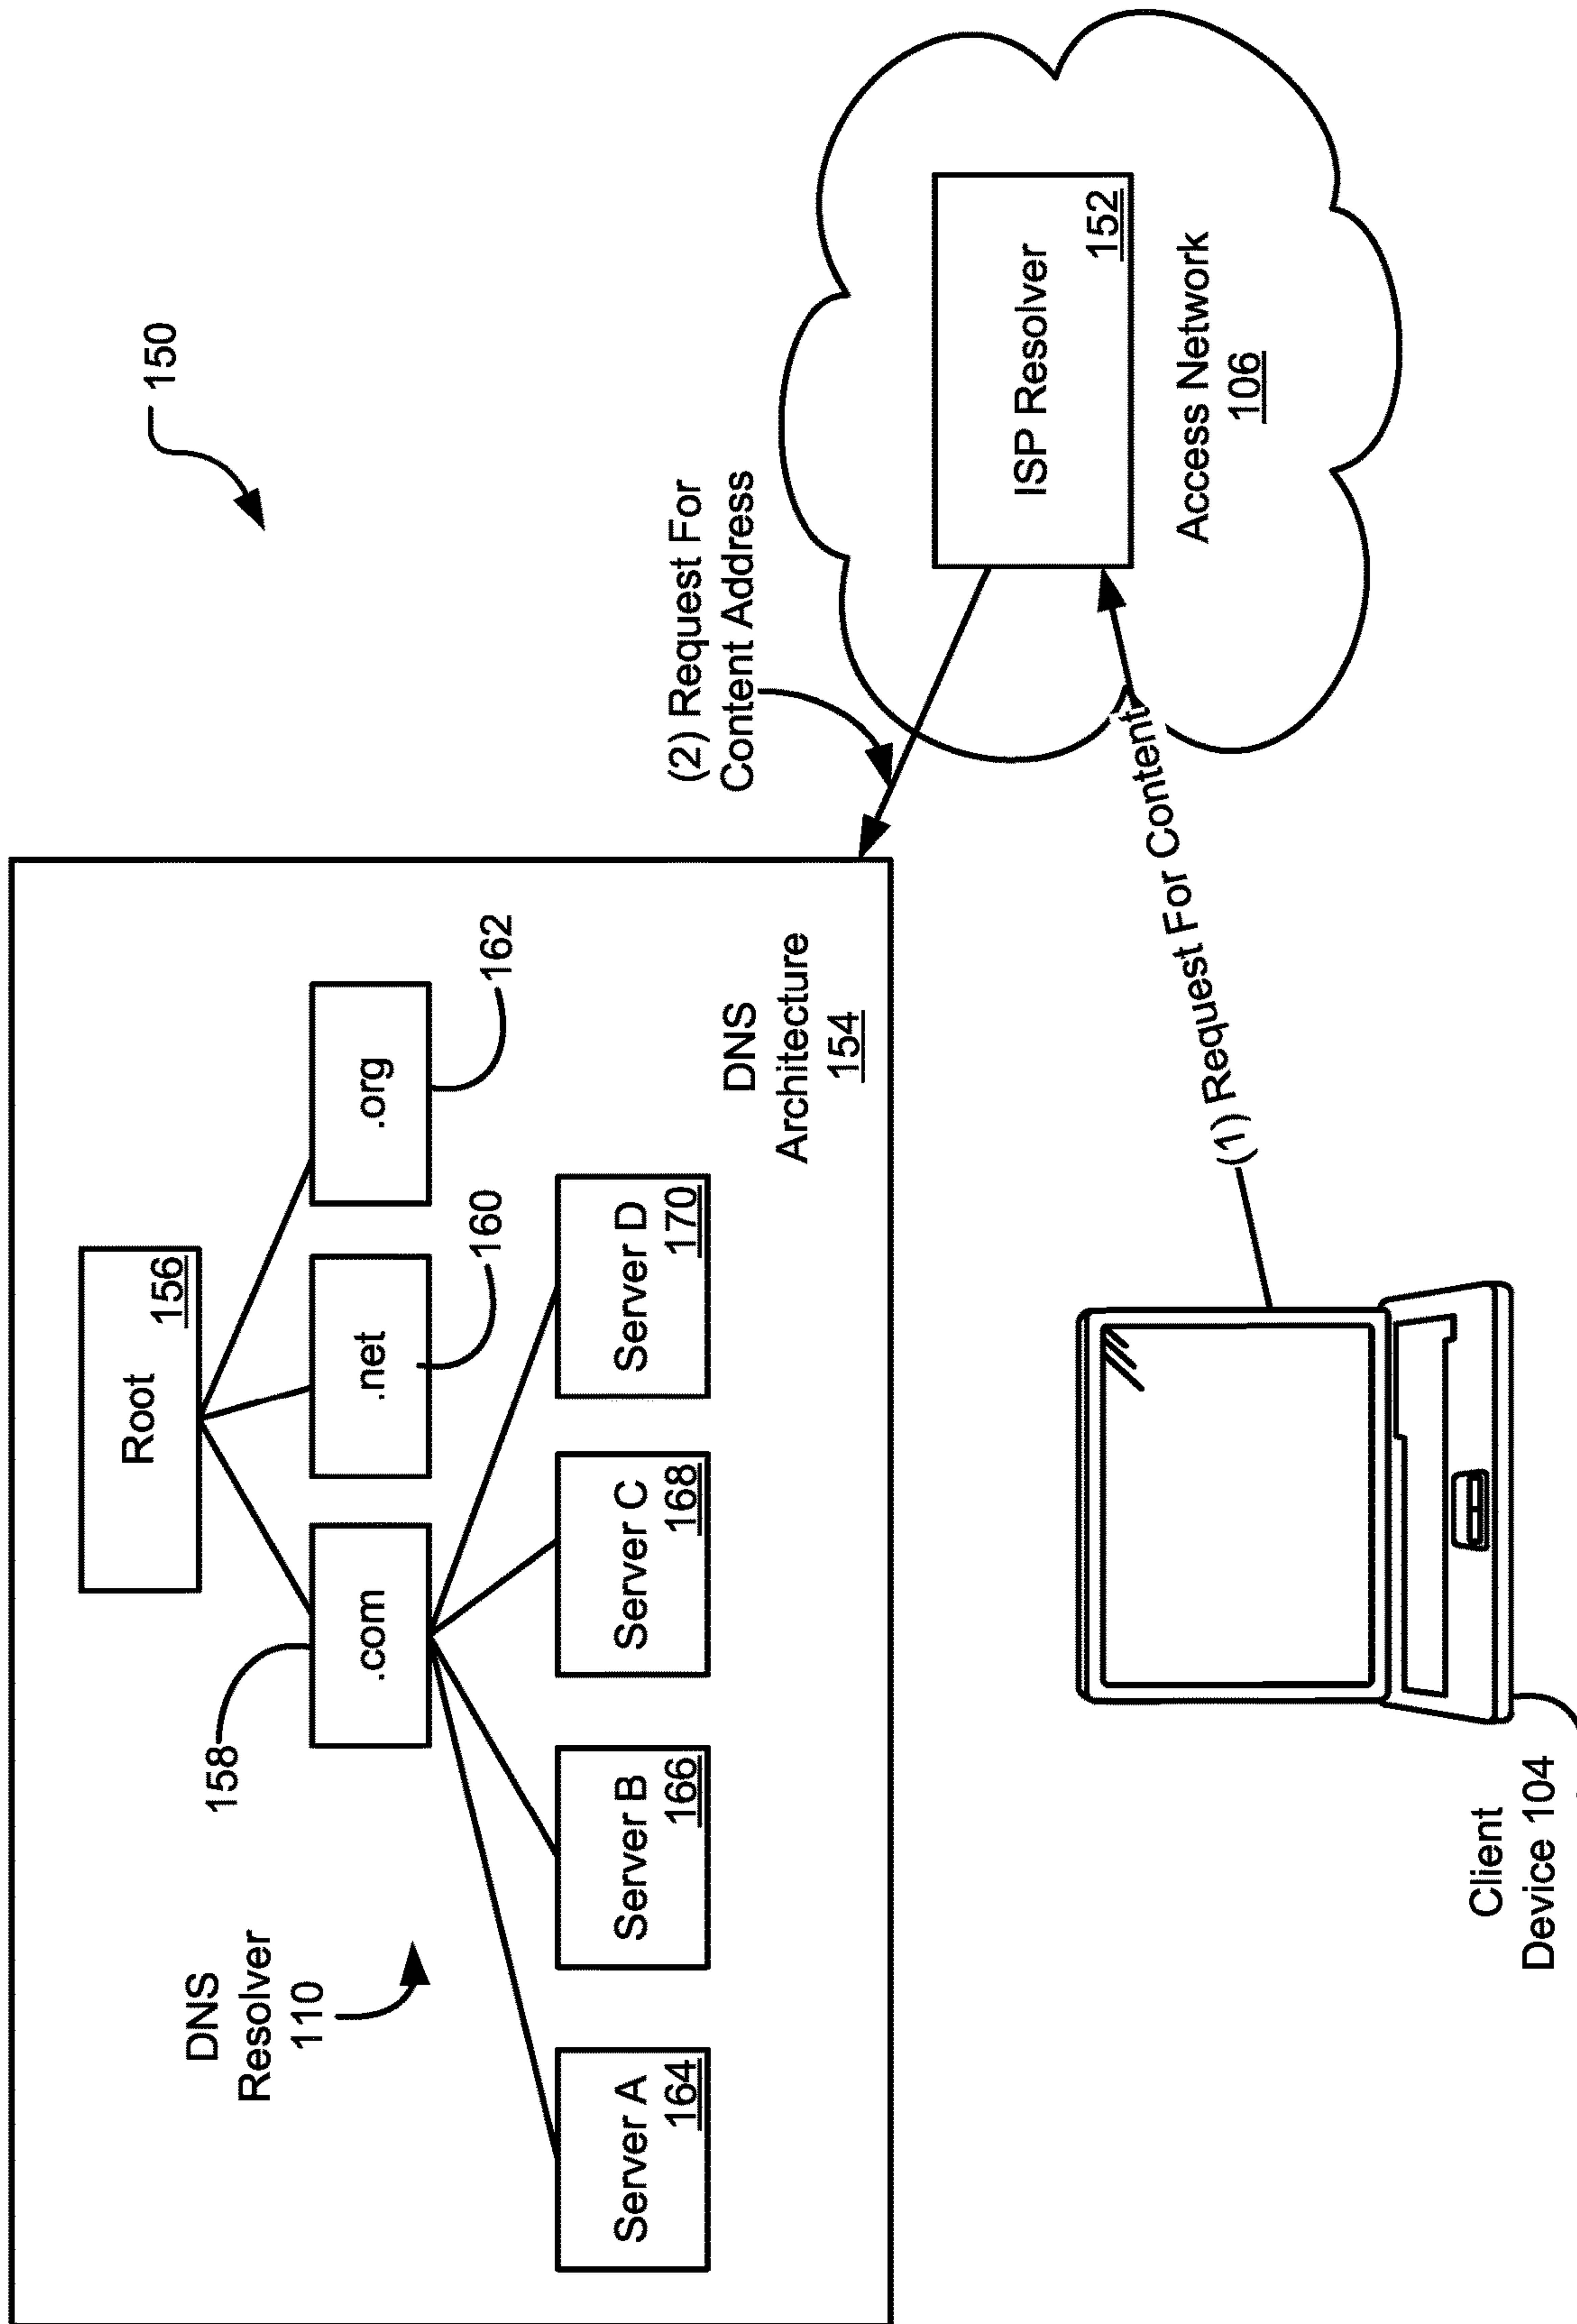 150
DNS
Resolver
110
Root
156
158
.com
.net
160
.org
162
Server A
164
Server B
166
Server C
168
Server D
170
DNS
Architecture
154
(2) Request For
Content Address
ISP Resolver
152
Access Network
106
(1) Request For Content
Client
Device 104